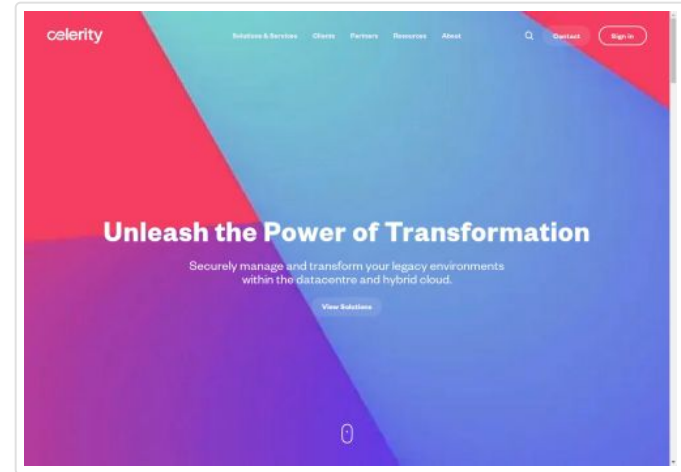 celerity
Solutions & Services Clients Partners Resources About Contact Sign in
Unleash the Power of Transformation
Securely manage and transform your legacy environments
within the datacentre and hybrid cloud.
View Solutions